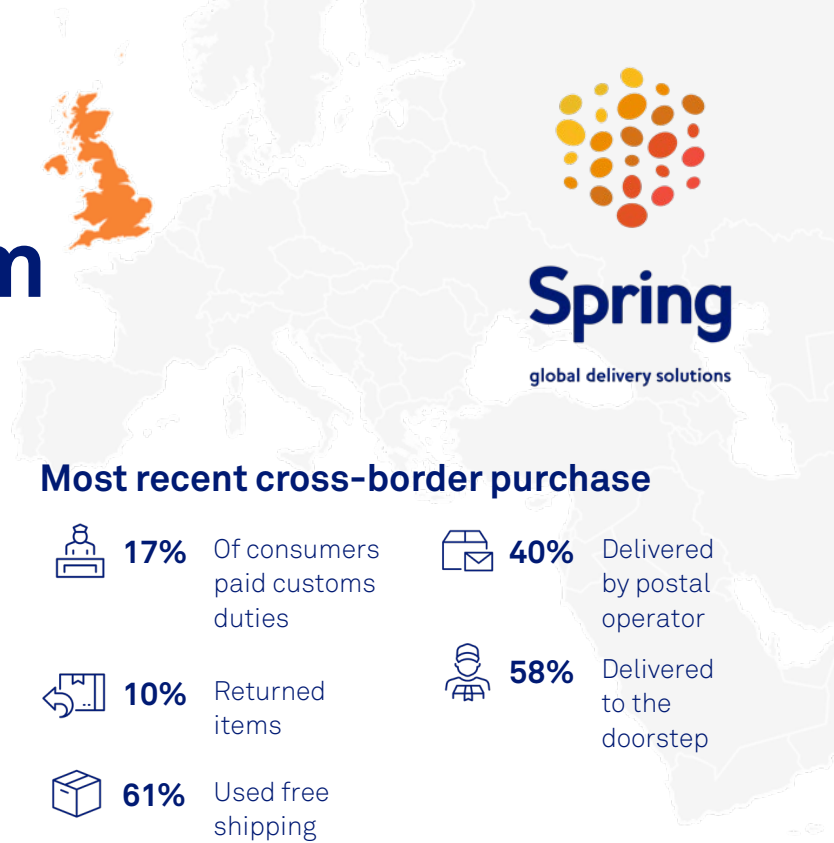 m
Spring
global delivery solutions
Most recent cross-border purchase
17% Of consumers
paid customs
duties
10% Returned
items
61% Used free
shipping
40% Delivered
by postal
operator
58% Delivered
to the
doorstep